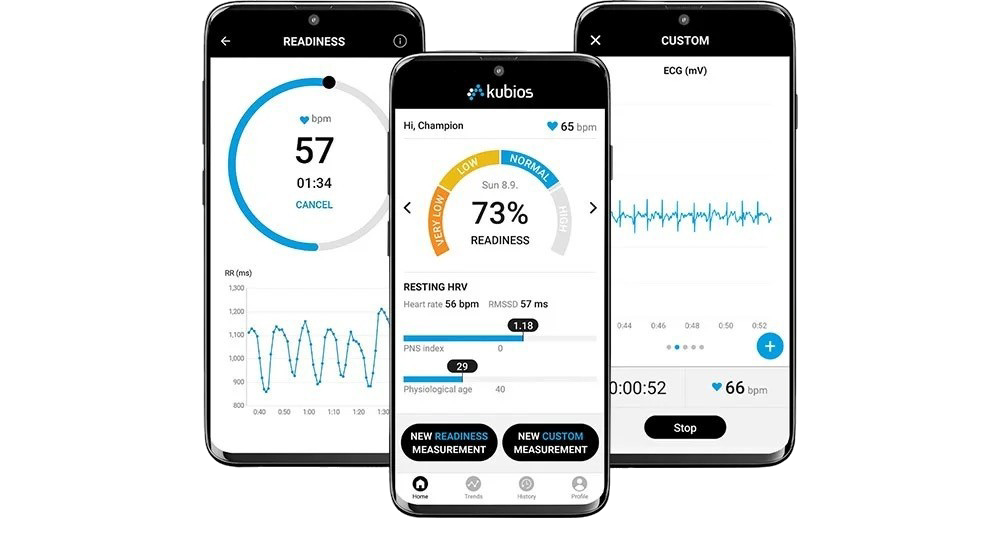 READINESS
bpm
57
01:34
CANCEL
RR (ms)
1,300
1,200
1,100
1,000
900
800
0:40 0:50 1:00 1:10 1:20 1:30
kubios
Hi, Champion
65 bpm
VERY LOW
LOW
NORMAL
HIGH
Sun 8.9.
73%
READINESS
RESTING HRV
Heart rate 56 bpm RMSSD 57 ms
1.18
PNS index 0
29
Physiological age 40
NEW READINESS
MEASUREMENT
NEW CUSTOM
MEASUREMENT
Home Trends History Profile
CUSTOM
ECG (mV)
0:44 0:46 0:48 0:50 0:52
0:00:52
66 bpm
Stop